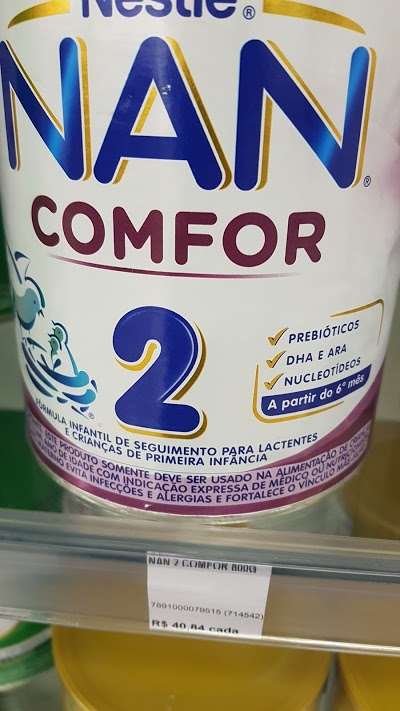 Nestlé®
NAN®
COMFOR
2
PREBIÓTICOS
DHA E ARA
NUCLEOTÍDEOS
A partir do 6º mês
FÓRMULA INFANTIL DE SEGUIMENTO PARA LACTENTES
E CRIANÇAS DE PRIMEIRA INFÂNCIA
ESTE PRODUTO SOMENTE DEVE SER USADO NA ALIMENTAÇÃO DE
DE IDADE COM INDICAÇÃO EXPRESSA DE MÉDICO OU
EVITA INFECÇÕES E ALERGIAS E FORTALECE O VÍNCULO
NAN 2 COMFOR 800G
7891000079515 (714542)
R$ 40,84 cada